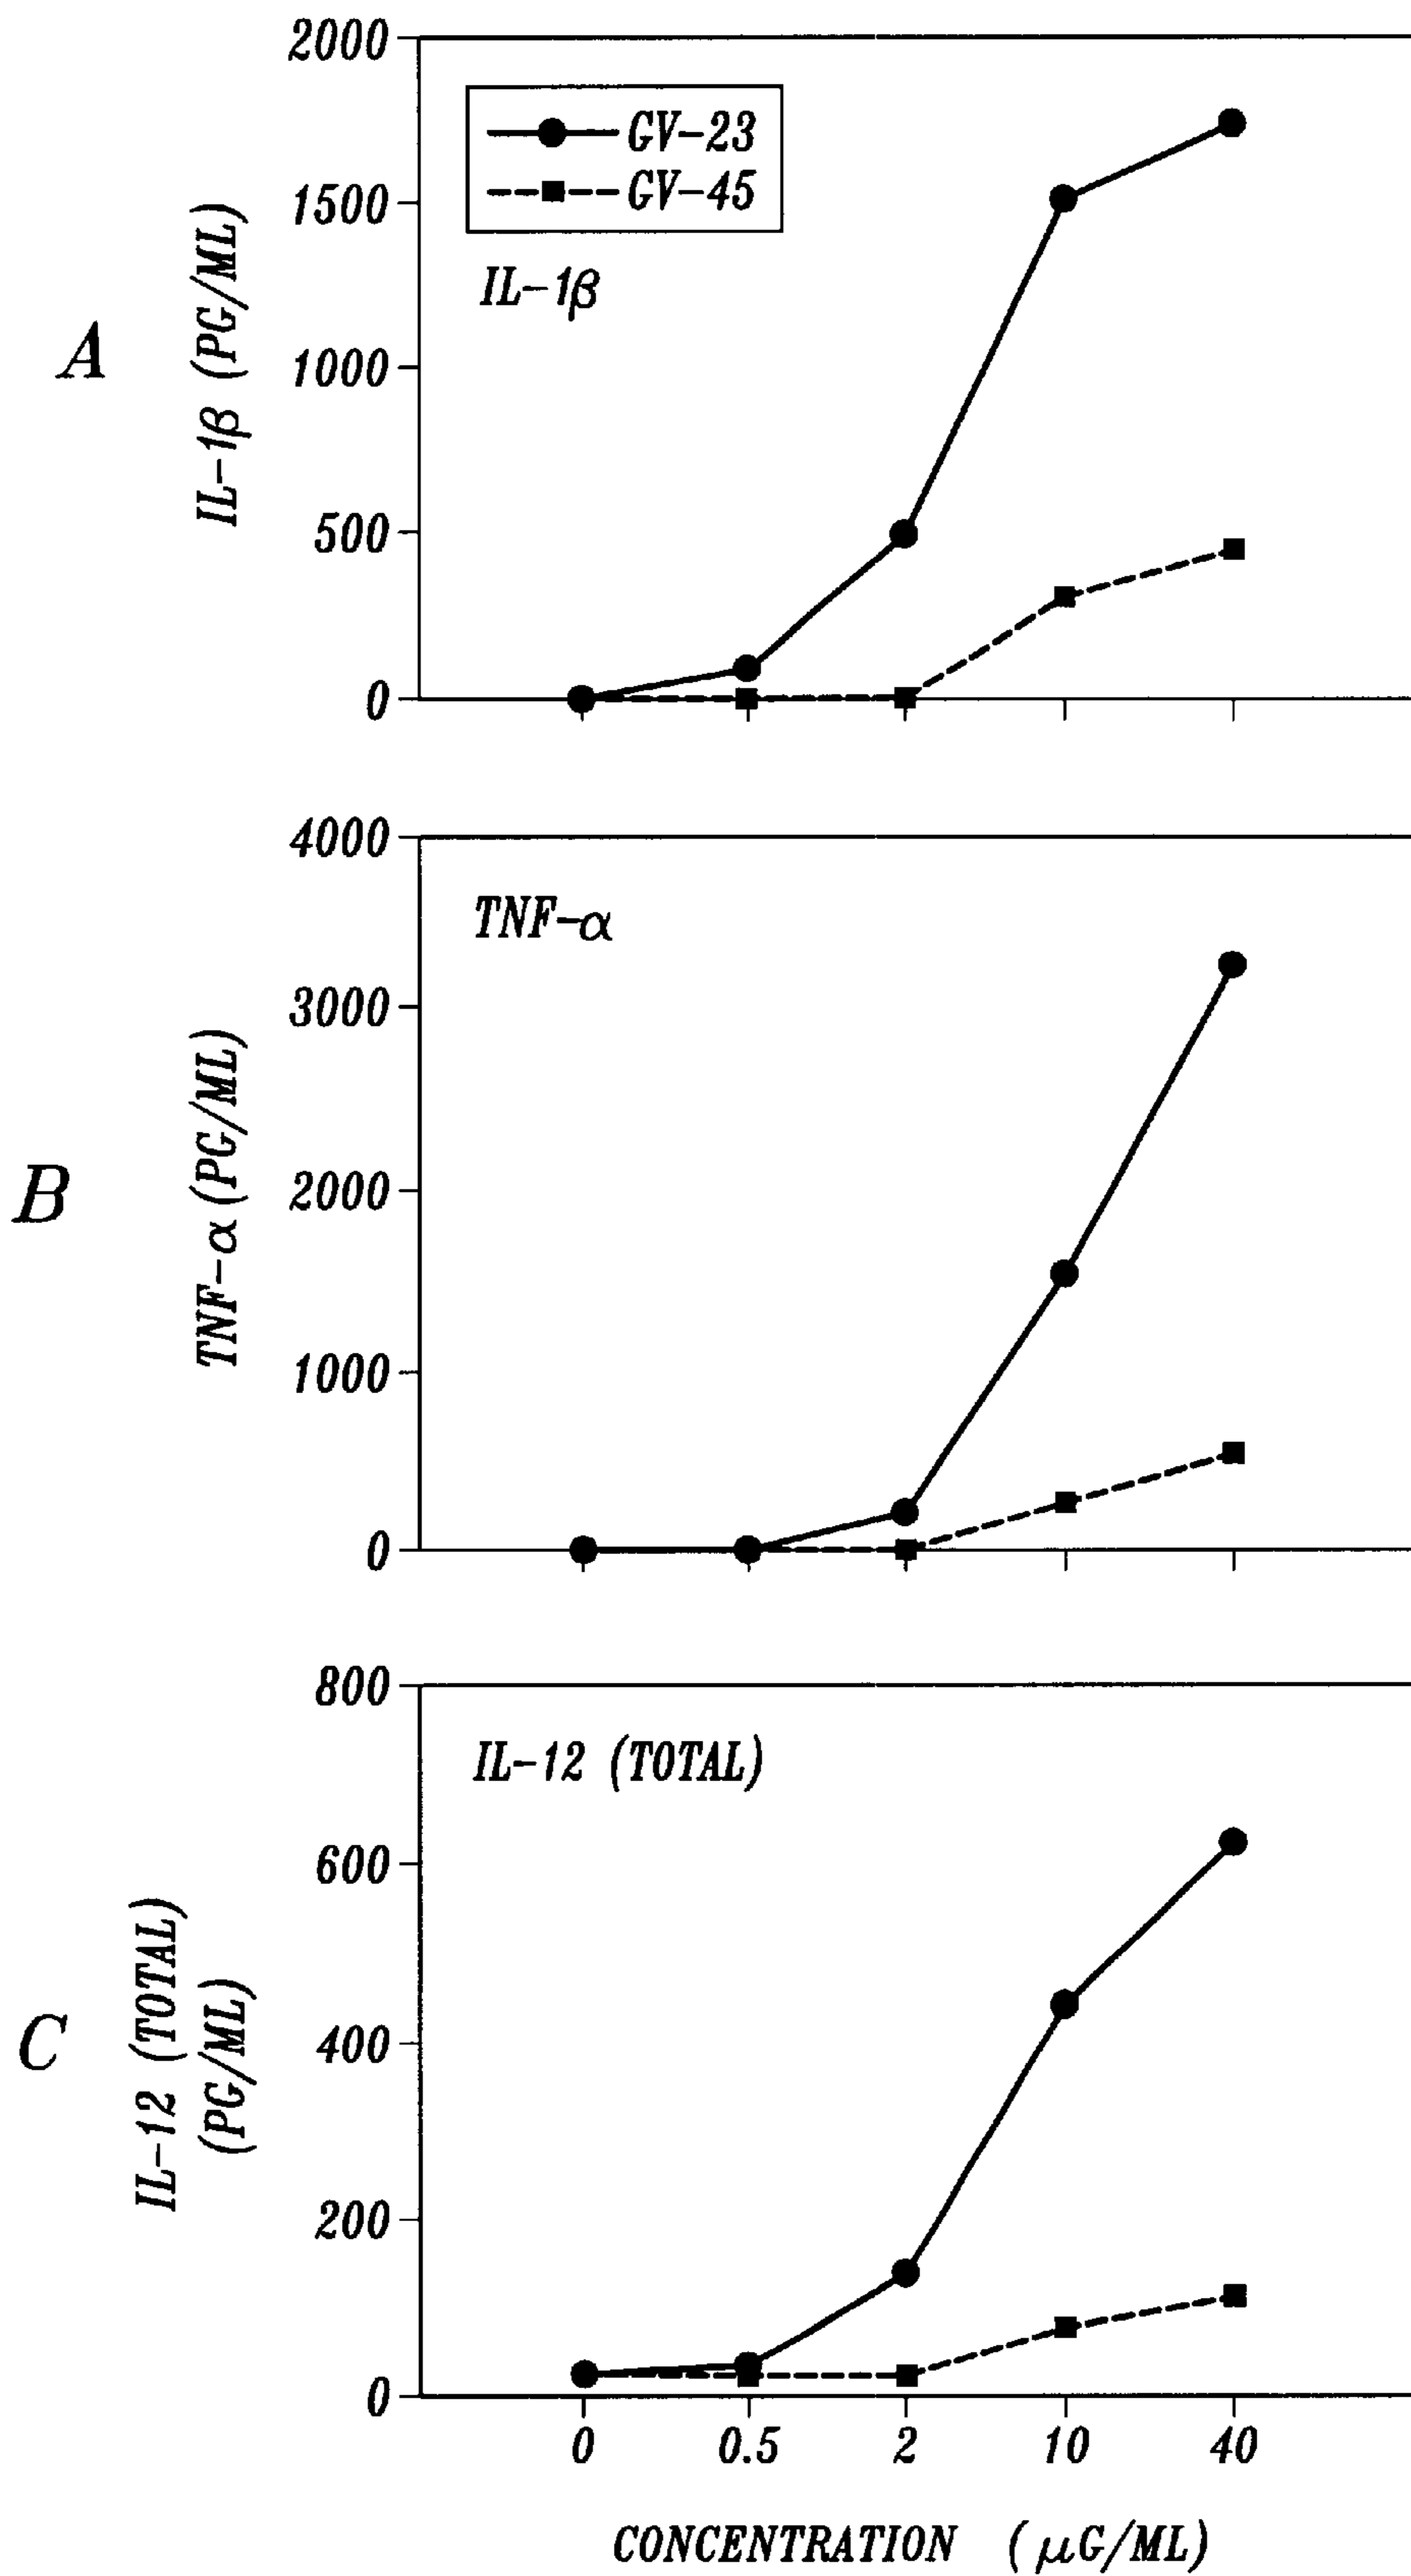 A
IL-1β (PG/ML)
2000
1500
1000
500
0
GV-23
GV-45
IL-1β
B
TNF-α (PG/ML)
4000
3000
2000
1000
0
TNF-α
C
IL-12 (TOTAL)
(PG/ML)
800
600
400
200
0
IL-12 (TOTAL)
0 0.5 2 10 40
CONCENTRATION (μG/ML)